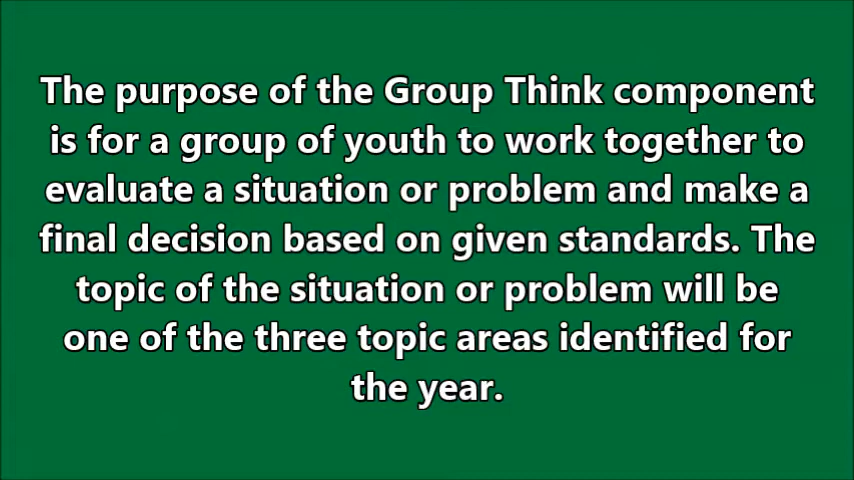 The purpose of the Group Think component
is for a group of youth to work together to
evaluate a situation or problem and make a
final decision based on given standards. The
topic of the situation or problem will be
one of the three topic areas identified for
the year.